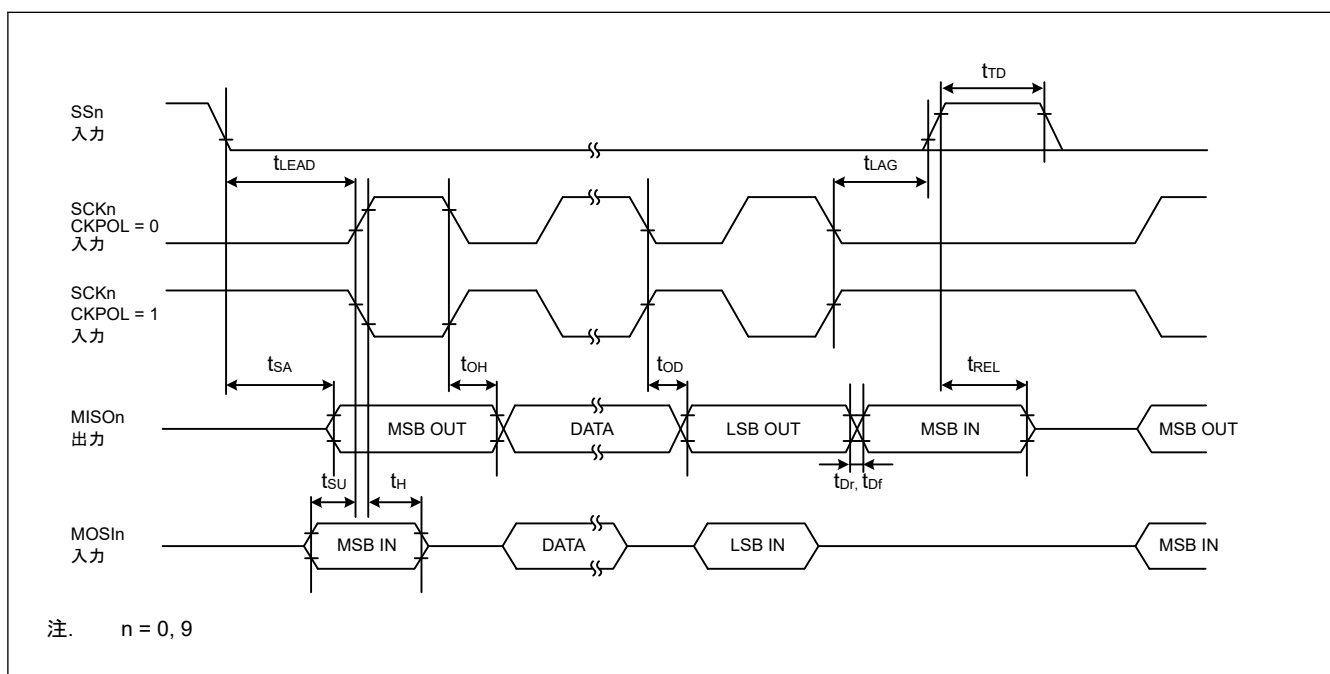 tTD
SSn
入力
tLEAD
tLAG
SCKn
CKPOL = 0
入力
SCKn
CKPOL = 1
入力
tSA
tOH
tOD
tREL
MISOn
出力
MSB OUT
DATA
LSB OUT
MSB IN
MSB OUT
tSU
tH
tDr, tDf
MOSIn
入力
MSB IN
DATA
LSB IN
MSB IN
注. n = 0, 9